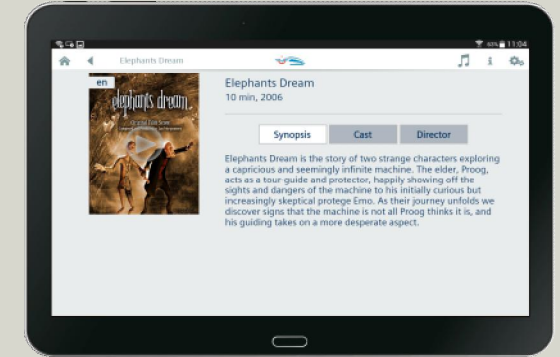 63% 11:04
Elephants Dream
en
elephants dream
Elephants Dream
10 min, 2006
Synopsis Cast Director
Elephants Dream is the story of two strange characters exploring
a capricious and seemingly infinite machine. The elder, Proog,
acts as a tour guide and protector, happily showing off the
sights and dangers of the machine to his initially curious but
increasingly skeptical protege Emo. As their journey unfolds we
discover signs that the machine is not all Proog thinks it is, and
his guiding takes on a more desperate aspect.